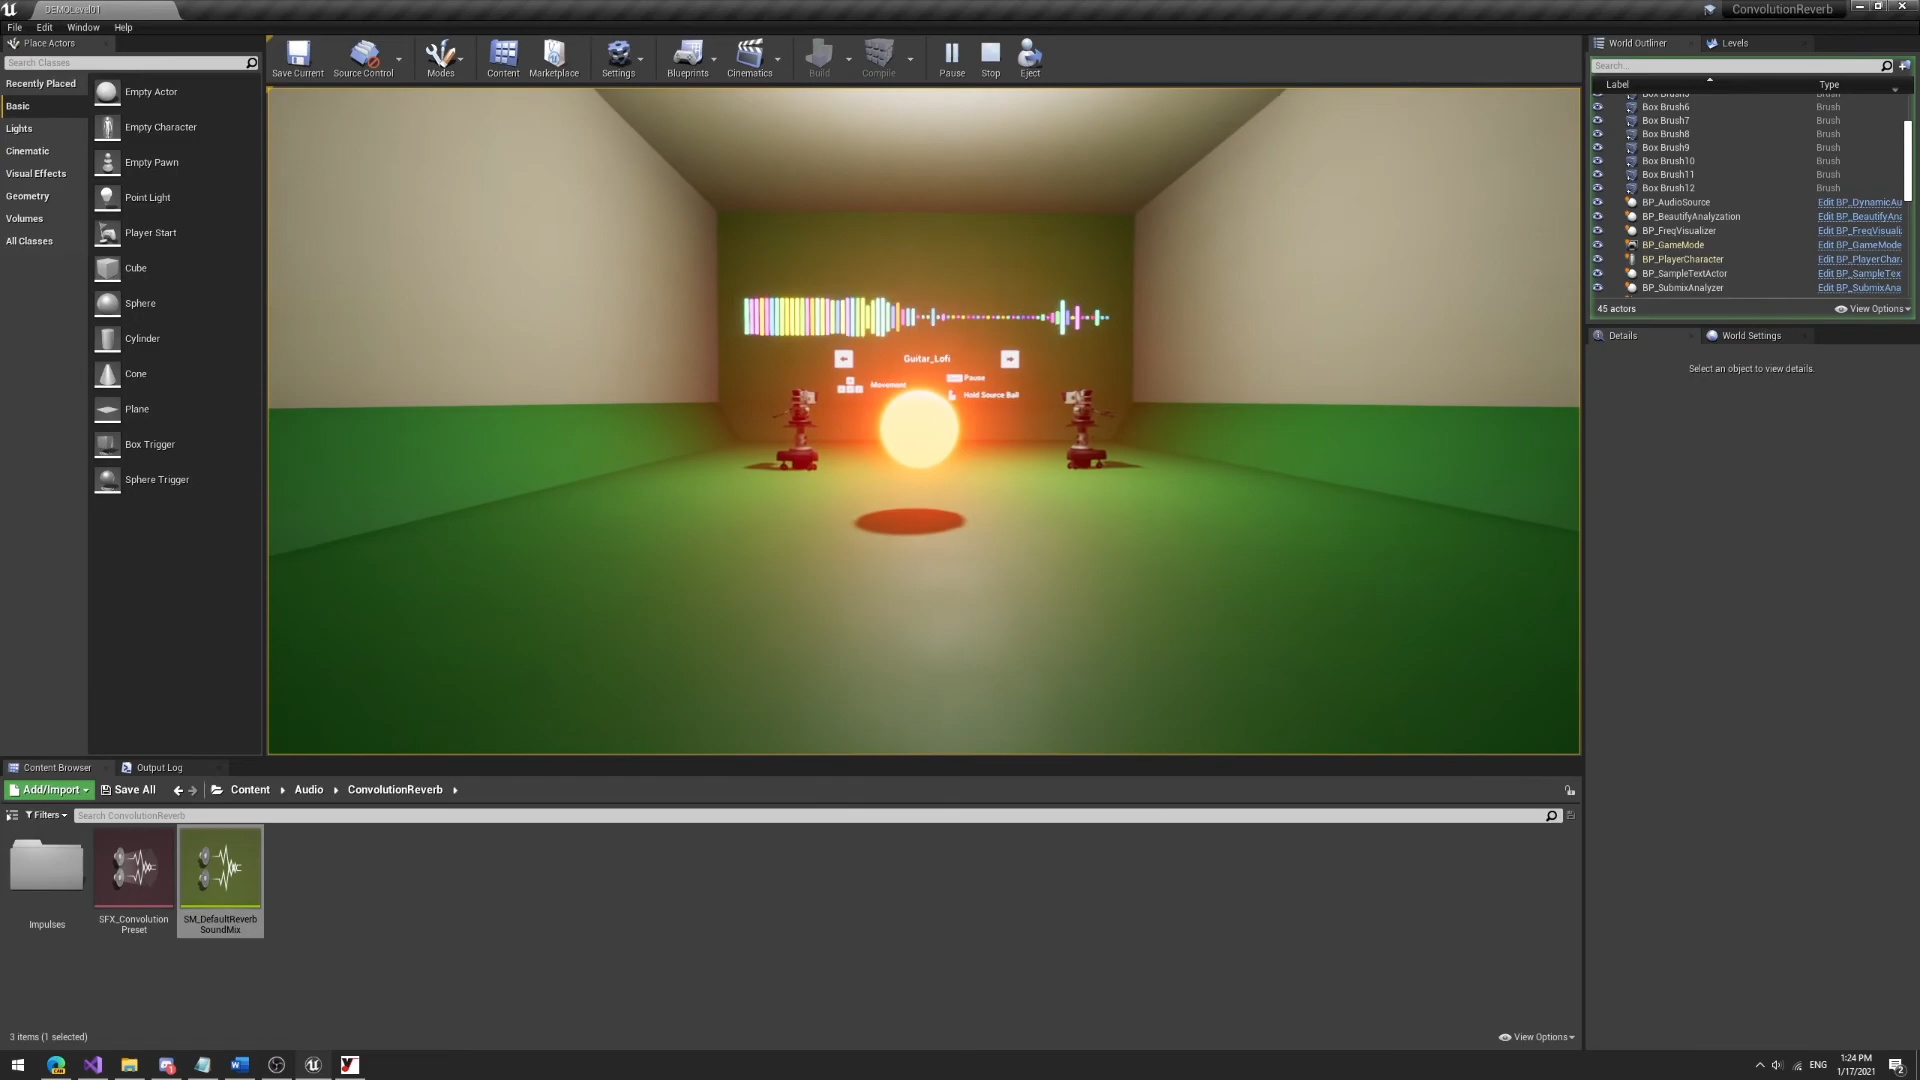 DEMOLevel01
ConvolutionReverb
File Edit Window Help
Place Actors
Search Classes
Recently Placed
Basic
Lights
Cinematic
Visual Effects
Geometry
Volumes
All Classes
Empty Actor
Empty Character
Empty Pawn
Point Light
Player Start
Cube
Sphere
Cylinder
Cone
Plane
Box Trigger
Sphere Trigger
Save Current
Source Control
Modes
Content
Marketplace
Settings
Blueprints
Cinematics
Build
Compile
Pause
Stop
Eject
Guitar_Lofi
Movement
Pause
Hold Source Ball
World Outliner
Levels
Search...
Label Type
Box Brush5 Brush
Box Brush6 Brush
Box Brush7 Brush
Box Brush8 Brush
Box Brush9 Brush
Box Brush10 Brush
Box Brush11 Brush
Box Brush12 Brush
BP_AudioSource Edit BP_DynamicAu
BP_BeautifyAnalyzation Edit BP_BeautifyAna
BP_FreqVisualizer Edit BP_FreqVisuali
BP_GameMode Edit BP_GameMode
BP_PlayerCharacter Edit BP_PlayerChara
BP_SampleTextActor Edit BP_SampleTex
BP_SubmixAnalyzer Edit BP_SubmixAna
45 actors
View Options
Details
World Settings
Select an object to view details.
Content Browser
Output Log
Add/Import
Save All
Content
Audio
ConvolutionReverb
Filters
Search ConvolutionReverb
Impulses
SFX_Convolution
Preset
SM_DefaultReverb
SoundMix
3 items (1 selected)
View Options
CAN
1
ENG
1:24 PM
1/17/2021
2